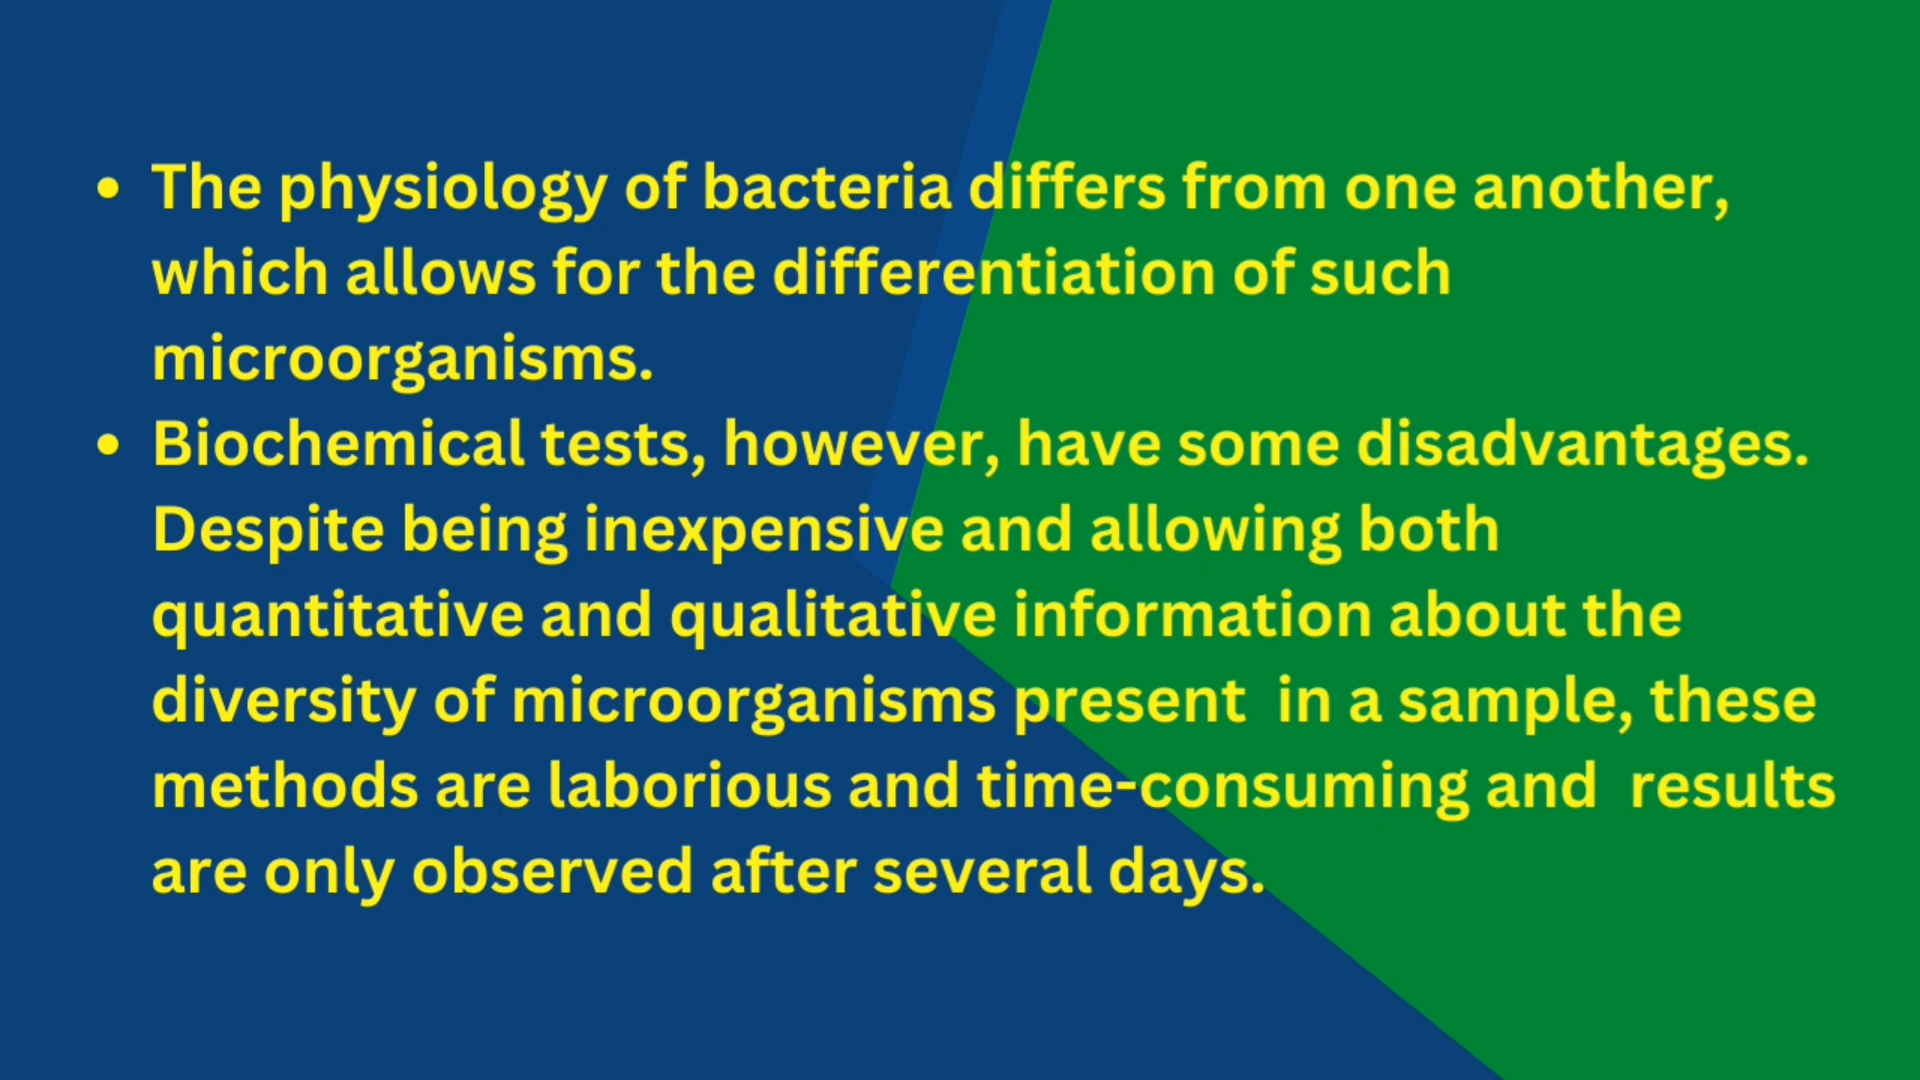 • The physiology of bacteria differs from one another,
which allows for the differentiation of such
microorganisms.
• Biochemical tests, however, have some disadvantages.
Despite being inexpensive and allowing both
quantitative and qualitative information about the
diversity of microorganisms present  in a sample, these
methods are laborious and time-consuming and  results
are only observed after several days.